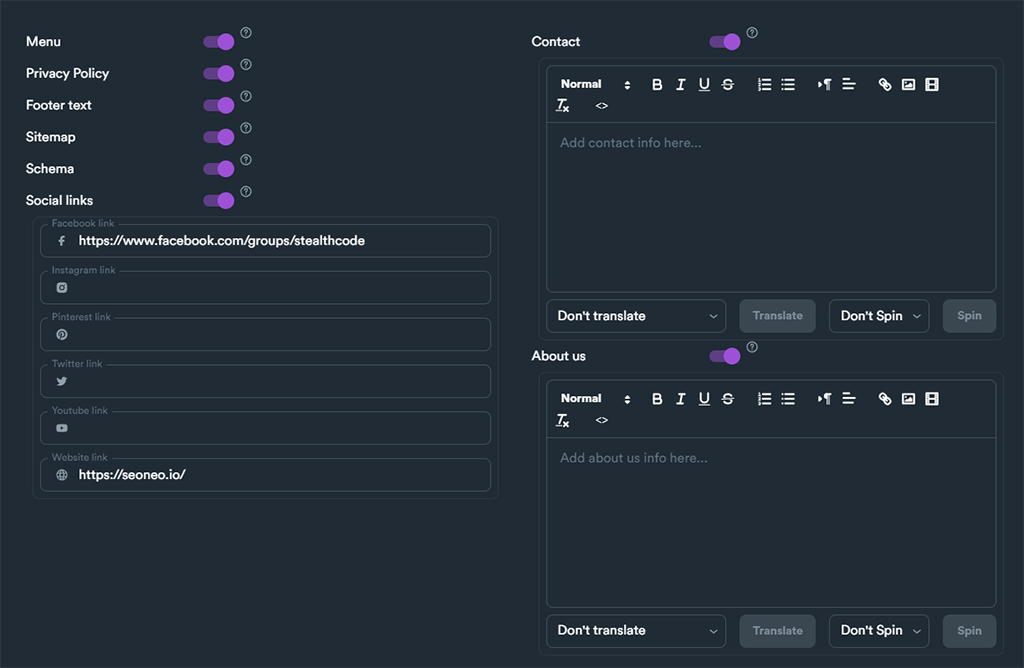 Menu
Privacy Policy
Footer text
Sitemap
Schema
Social links
Facebook link
https://www.facebook.com/groups/stealthcode
Instagram link
Pinterest link
Twitter link
Youtube link
Website link
https://seoneo.io/
Contact
Normal
Add contact info here...
Don't translate
Translate
Don't Spin
Spin
About us
Normal
Add about us info here...
Don't translate
Translate
Don't Spin
Spin